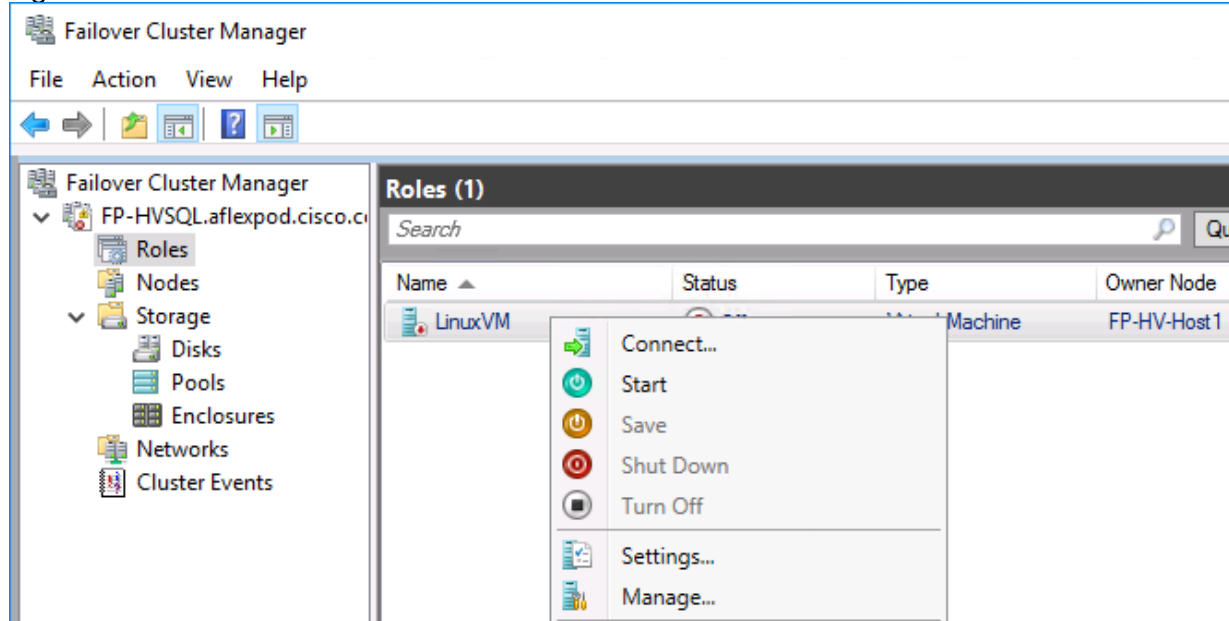 Failover Cluster Manager
File Action View Help
Failover Cluster Manager
FP-HVSQL.aflexpod.cisco.c
Roles
Nodes
Storage
Disks
Pools
Enclosures
Networks
Cluster Events
Roles (1)
Search
Qu
Name Status Type Owner Node
LinuxVM Machine FP-HV-Host1
Connect...
Start
Save
Shut Down
Turn Off
Settings...
Manage...